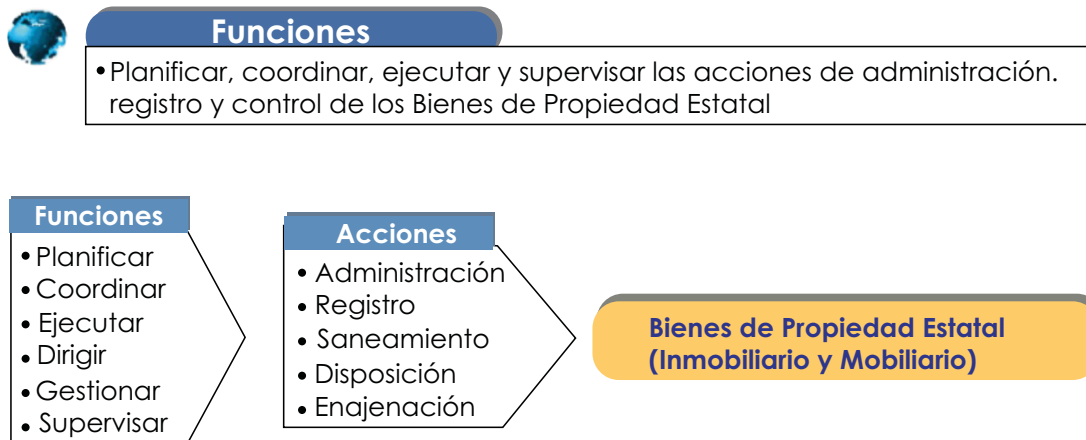 Funciones
•Planificar, coordinar, ejecutar y supervisar las acciones de administración.
registro y control de los Bienes de Propiedad Estatal
Funciones
•Planificar
•Coordinar
•Ejecutar
•Dirigir
•Gestionar
•Supervisar
Acciones
•Administración
•Registro
•Saneamiento
•Disposición
•Enajenación
Bienes de Propiedad Estatal
(Inmobiliario y Mobiliario)